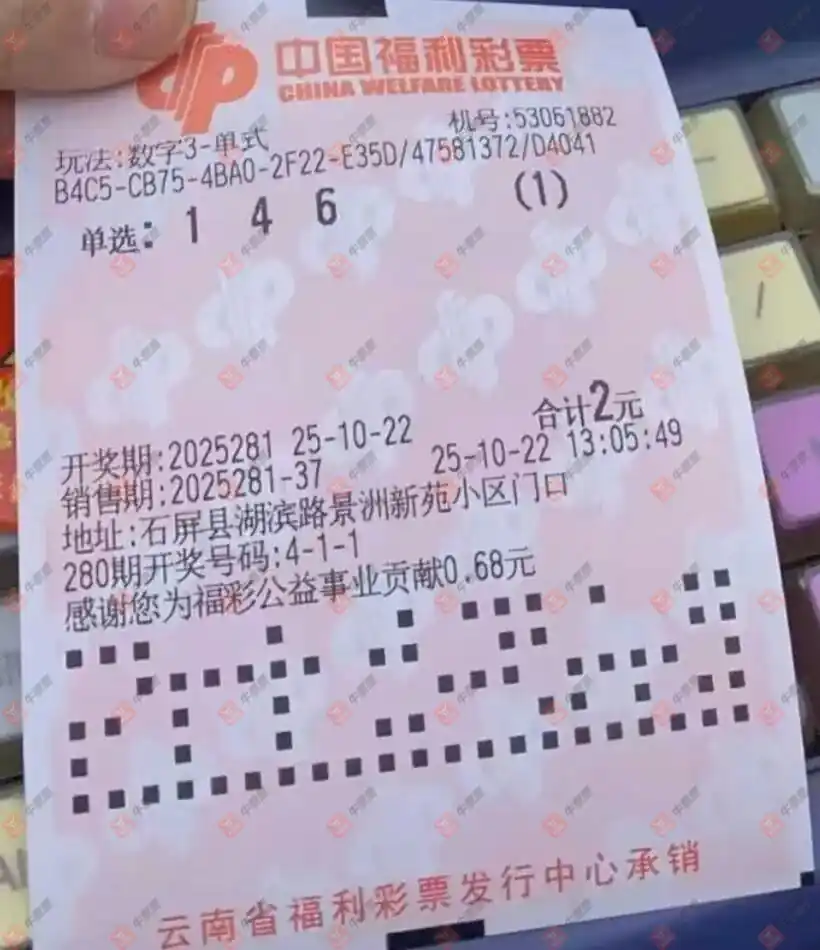 中国福利彩票
CHINA WELFARE LOTTERY
玩法:数字3-单式 机号:53051882
B4C5-CB75-4BA0-2F22-E35D/47581372/D4041
单选: 1 4 6 (1)
合计2元
开奖期:2025281 25-10-22
销售期:2025281-37 25-10-22 13:05:49
地址:石屏县湖滨路景洲新苑小区门口
280期开奖号码:4-1-1
感谢您为福彩公益事业贡献0.68元
云南省福利彩票发行中心承销